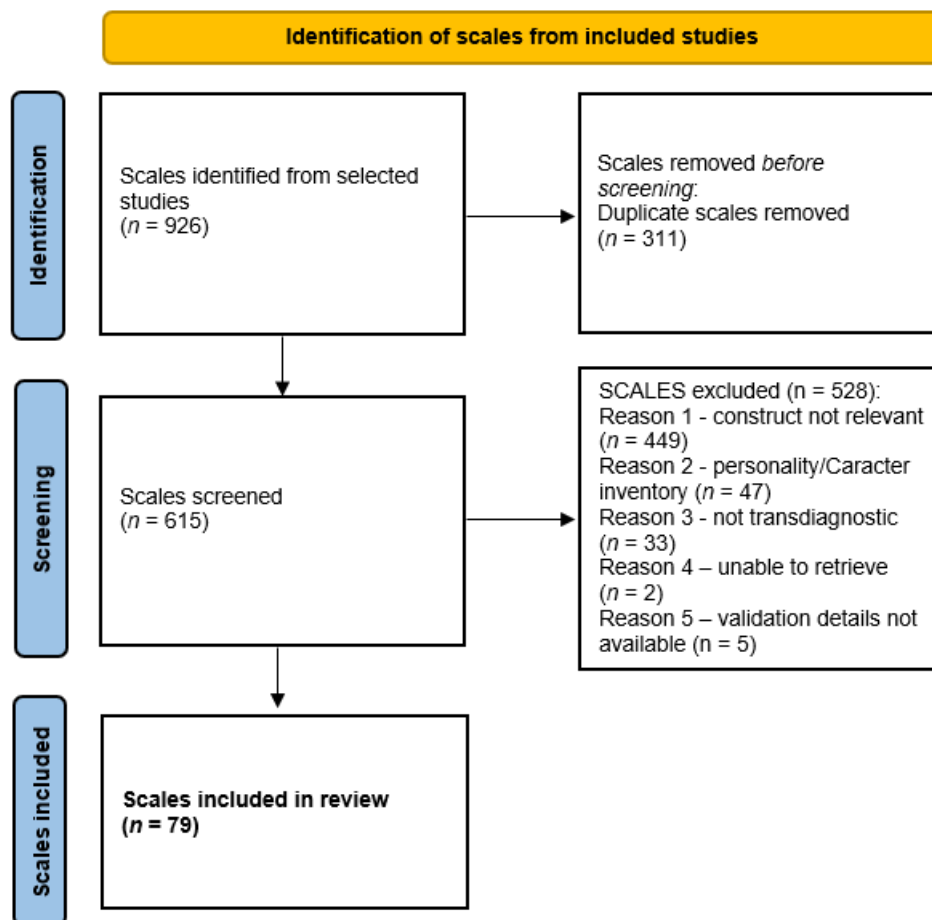 Identification of scales from included studies
Identification
Scales identified from selected
studies
(n = 926)
Scales removed before
screening:
Duplicate scales removed
(n = 311)
Screening
Scales screened
(n = 615)
SCALES excluded (n = 528):
Reason 1 - construct not relevant
(n = 449)
Reason 2 - personality/Caracter
inventory (n = 47)
Reason 3 - not transdiagnostic
(n = 33)
Reason 4 – unable to retrieve
(n = 2)
Reason 5 – validation details not
available (n = 5)
Scales included
Scales included in review
(n = 79)